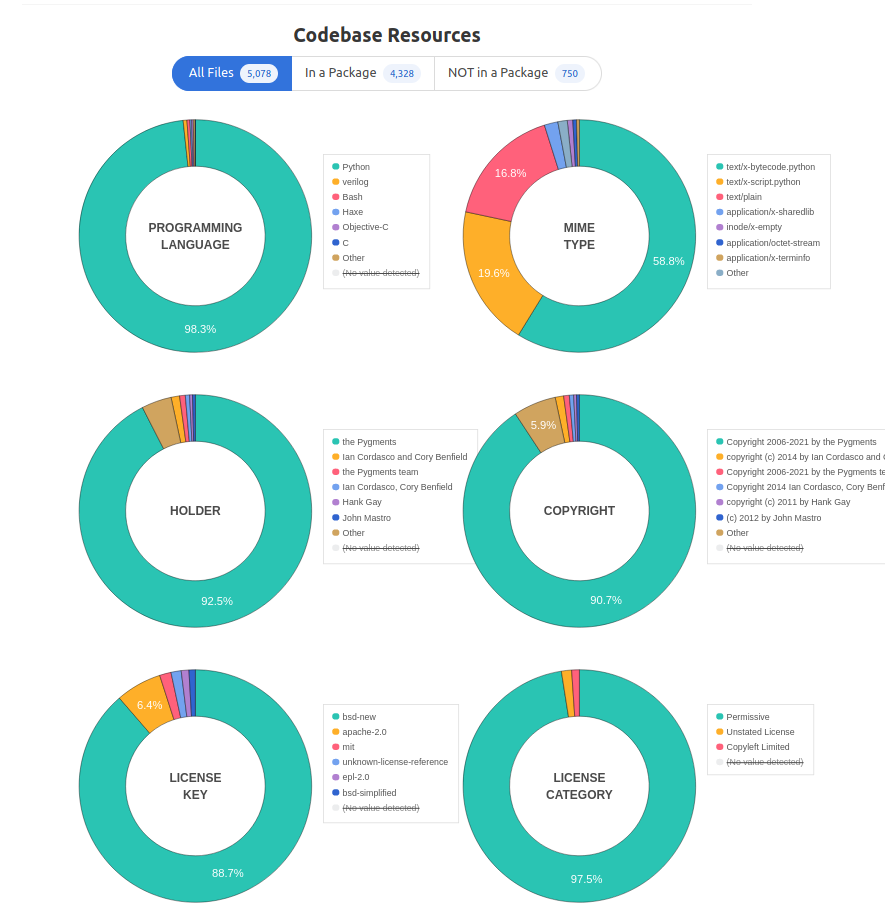 Codebase Resources
All Files 5,078 In a Package 4,328 NOT in a Package 750
PROGRAMMING
LANGUAGE
98.3%
Python
verilog
Bash
Haxe
Objective-C
C
Other
(No value detected)
MIME
TYPE
16.8%
19.6%
58.8%
text/x-bytecode.python
text/x-script.python
text/plain
application/x-sharedlib
inode/x-empty
application/octet-stream
application/x-terminfo
Other
HOLDER
92.5%
the Pygments
Ian Cordasco and Cory Benfield
the Pygments team
Ian Cordasco, Cory Benfield
Hank Gay
John Mastro
Other
(No value detected)
COPYRIGHT
5.9%
90.7%
Copyright 2006-2021 by the Pygments
copyright (c) 2014 by Ian Cordasco and
Copyright 2006-2021 by the Pygments te
Copyright 2014 Ian Cordasco, Cory Benf
copyright (c) 2011 by Hank Gay
(c) 2012 by John Mastro
Other
(No value detected)
LICENSE
KEY
6.4%
88.7%
bsd-new
apache-2.0
mit
unknown-license-reference
epl-2.0
bsd-simplified
(No value detected)
LICENSE
CATEGORY
97.5%
Permissive
Unstated License
Copyleft Limited
(No value detected)